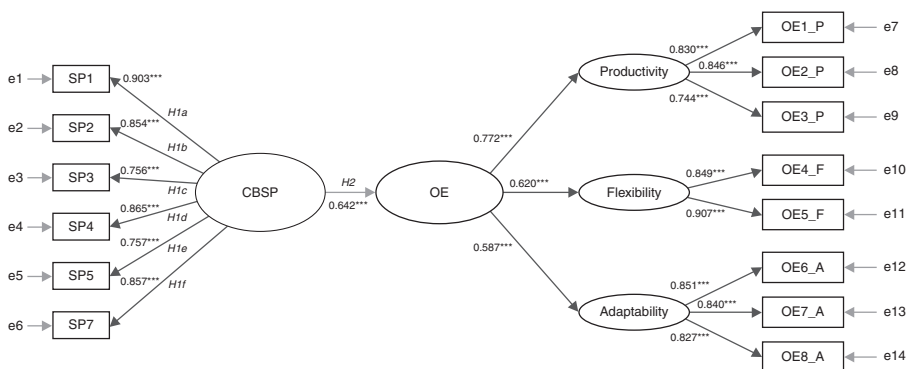 e1
SP1
0.903***
H1a
e2
SP2
0.854***
H1b
e3
SP3
0.756***
H1c
e4
SP4
0.865***
H1d
e5
SP5
0.757***
H1e
e6
SP7
0.857***
H1f
CBSP
H2
0.642***
OE
0.772***
0.620***
0.587***
Productivity
0.830***
0.846***
0.744***
OE1_P
e7
OE2_P
e8
OE3_P
e9
Flexibility
0.849***
0.907***
OE4_F
e10
OE5_F
e11
Adaptability
0.851***
0.840***
0.827***
OE6_A
e12
OE7_A
e13
OE8_A
e14